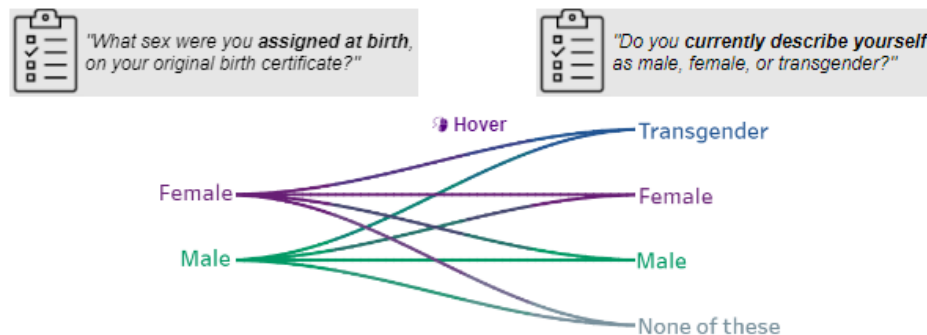 "What sex were you assigned at birth,
on your original birth certificate?"
"Do you currently describe yourself
as male, female, or transgender?"
Hover
Transgender
Female
Female
Male
Male
None of these